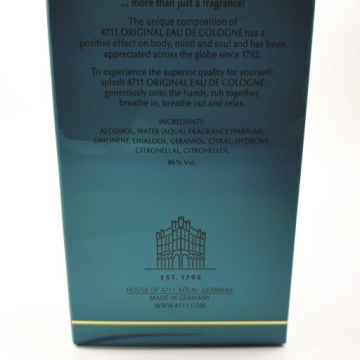 ... more than just a fragrance!
The unique composition of
4711 ORIGINAL EAU DE COLOGNE has a
positive effect on body, mind and soul and has been
appreciated across the globe since 1792.
To experience the superior quality for yourself:
splash 4711 ORIGINAL EAU DE COLOGNE
generously onto the hands, rub together,
breathe in, breathe out and relax.
INGREDIENTS:
ALCOHOL, WATER (AQUA), FRAGRANCE (PARFUM),
LIMONENE, LINALOOL, GERANIOL, CITRAL, HYDROXY-
CITRONELLAL, CITRONELLOL
86% Vol.
EST. 1792
HOUSE OF 4711, KÖLN · GERMANY
MADE IN GERMANY
WWW.4711.COM